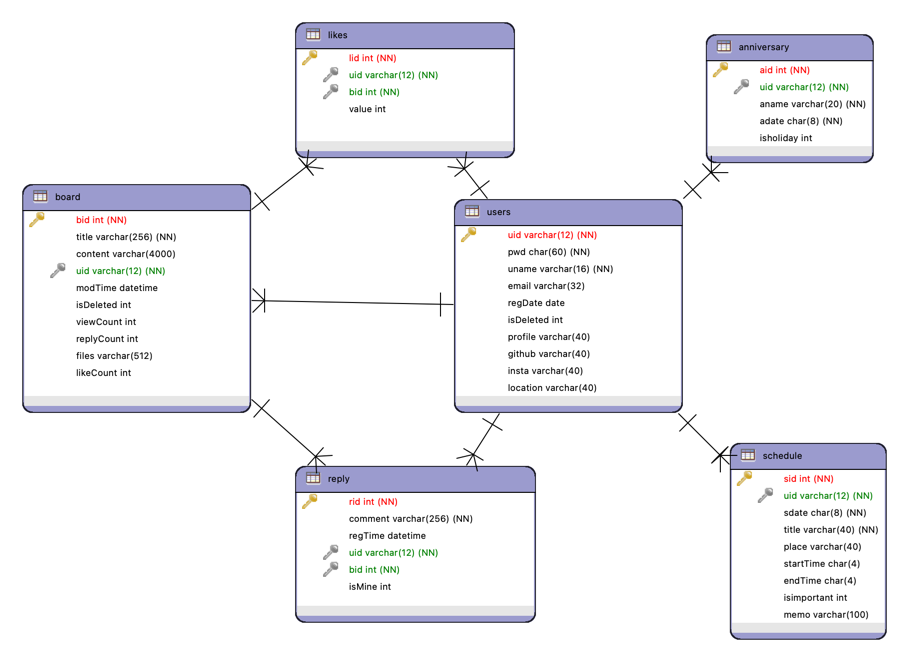 likes
lid int (NN)
uid varchar(12) (NN)
bid int (NN)
value int
anniversary
aid int (NN)
uid varchar(12) (NN)
aname varchar(20) (NN)
adate char(8) (NN)
isholiday int
board
bid int (NN)
title varchar(256) (NN)
content varchar(4000)
uid varchar(12) (NN)
modTime datetime
isDeleted int
viewCount int
replyCount int
files varchar(512)
likeCount int
users
uid varchar(12) (NN)
pwd char(60) (NN)
uname varchar(16) (NN)
email varchar(32)
regDate date
isDeleted int
profile varchar(40)
github varchar(40)
insta varchar(40)
location varchar(40)
reply
rid int (NN)
comment varchar(256) (NN)
regTime datetime
uid varchar(12) (NN)
bid int (NN)
isMine int
schedule
sid int (NN)
uid varchar(12) (NN)
sdate char(8) (NN)
title varchar(40) (NN)
place varchar(40)
startTime char(4)
endTime char(4)
isimportant int
memo varchar(100)